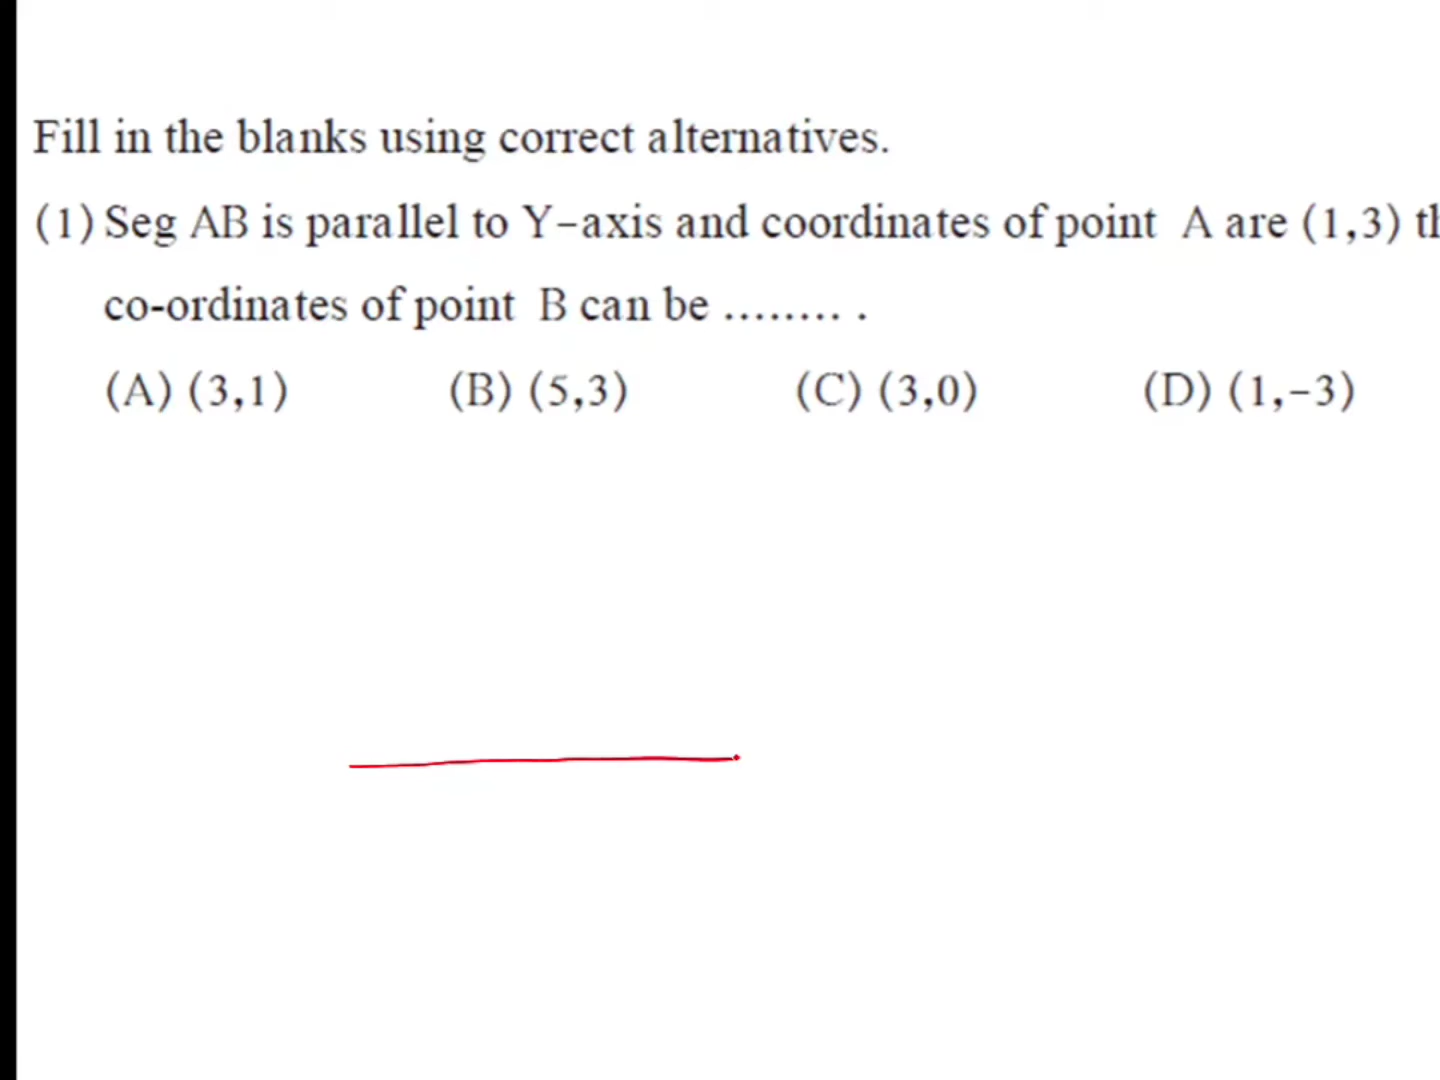 Fill in the blanks using correct alternatives.
(1) Seg AB is parallel to Y-axis and coordinates of point A are (1,3)
co-ordinates of point B can be ........ .
(A) (3,1) (B) (5,3) (C) (3,0) (D) (1,-3)